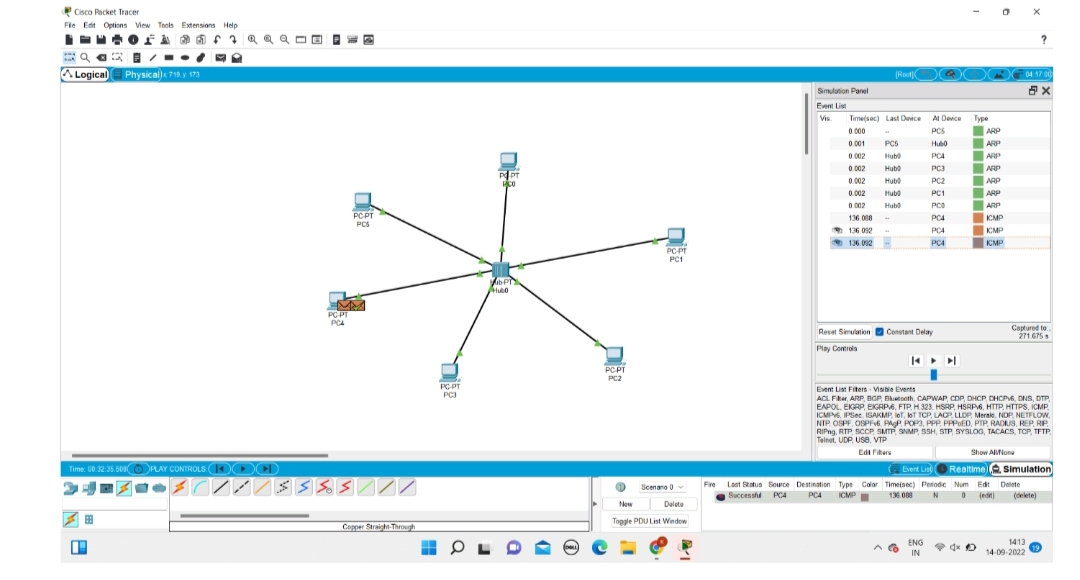 Cisco Packet Tracer
File Edit Options View Tools Extensions Help
?
Logical Physical x 719, y 173 [Root] 04:17:00
Simulation Panel
Event List
Vis. Time(sec) Last Device At Device Type
0.000 -- PC5 ARP
0.001 PC5 Hub0 ARP
0.002 Hub0 PC4 ARP
0.002 Hub0 PC3 ARP
0.002 Hub0 PC2 ARP
0.002 Hub0 PC1 ARP
0.002 Hub0 PC0 ARP
136.088 -- PC4 ICMP
136.092 -- PC4 ICMP
136.092 -- PC4 ICMP
PC-PT
PC0
PC-PT
PC5
PC-PT
PC1
Hub-PT
Hub0
PC-PT
PC4
PC-PT
PC2
PC-PT
PC3
Reset Simulation Constant Delay Captured to:
271.675 s
Play Controls
Event List Filters - Visible Events
ACL Filter, ARP, BGP, Bluetooth, CAPWAP, CDP, DHCP, DHCPv6, DNS, DTP,
EAPOL, EIGRP, EIGRPv6, FTP, H.323, HSRP, HSRPv6, HTTP, HTTPS, ICMP,
ICMPv6, IPSec, ISAKMP, IoT, IoT TCP, LACP, LLDP, Meraki, NDP, NETFLOW,
NTP, OSPF, OSPFv6, PAgP, POP3, PPP, PPPoED, PTP, RADIUS, REP, RIP,
RIPng, RTP, SCCP, SMTP, SNMP, SSH, STP, SYSLOG, TACACS, TCP, TFTP,
Telnet, UDP, USB, VTP
Edit Filters Show All/None
Time: 00:32:35.508 PLAY CONTROLS: Event List Realtime Simulation
Scenario 0
New Delete
Toggle PDU List Window
Fire Last Status Source Destination Type Color Time(sec) Periodic Num Edit Delete
Successful PC4 PC4 ICMP 136.088 N 0 (edit) (delete)
Copper Straight-Through
DELL
ENG
IN
14:13
14-09-2022
19